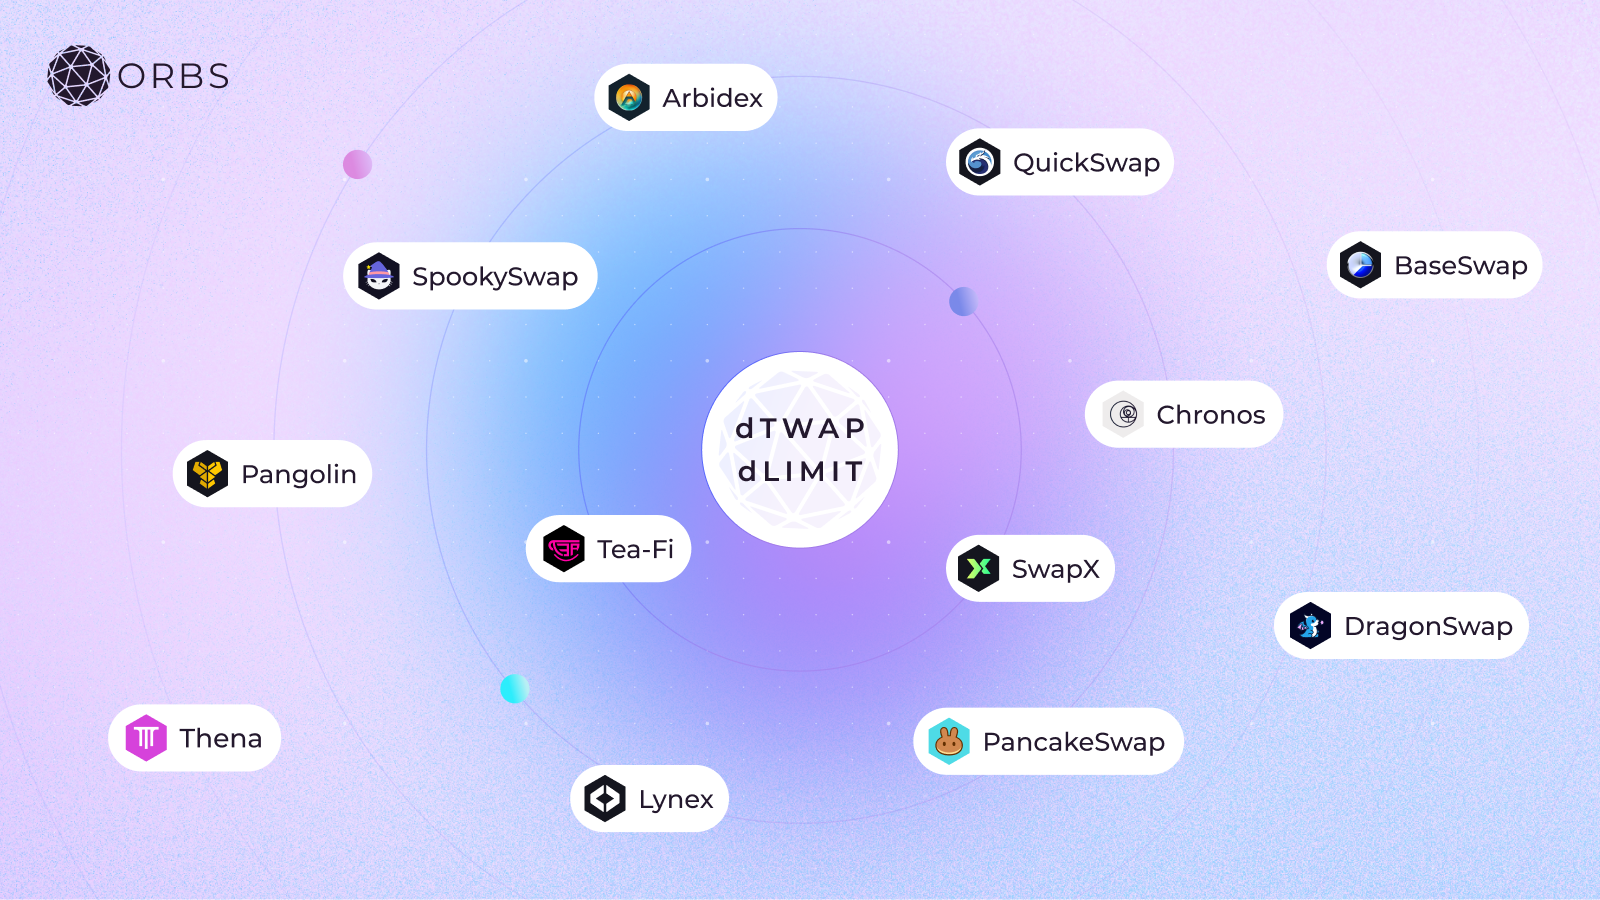 ORBS
Arbidex
QuickSwap
SpookySwap
BaseSwap
Chronos
dTWAP
dLIMIT
Pangolin
Tea-Fi
SwapX
DragonSwap
Thena
PancakeSwap
Lynex